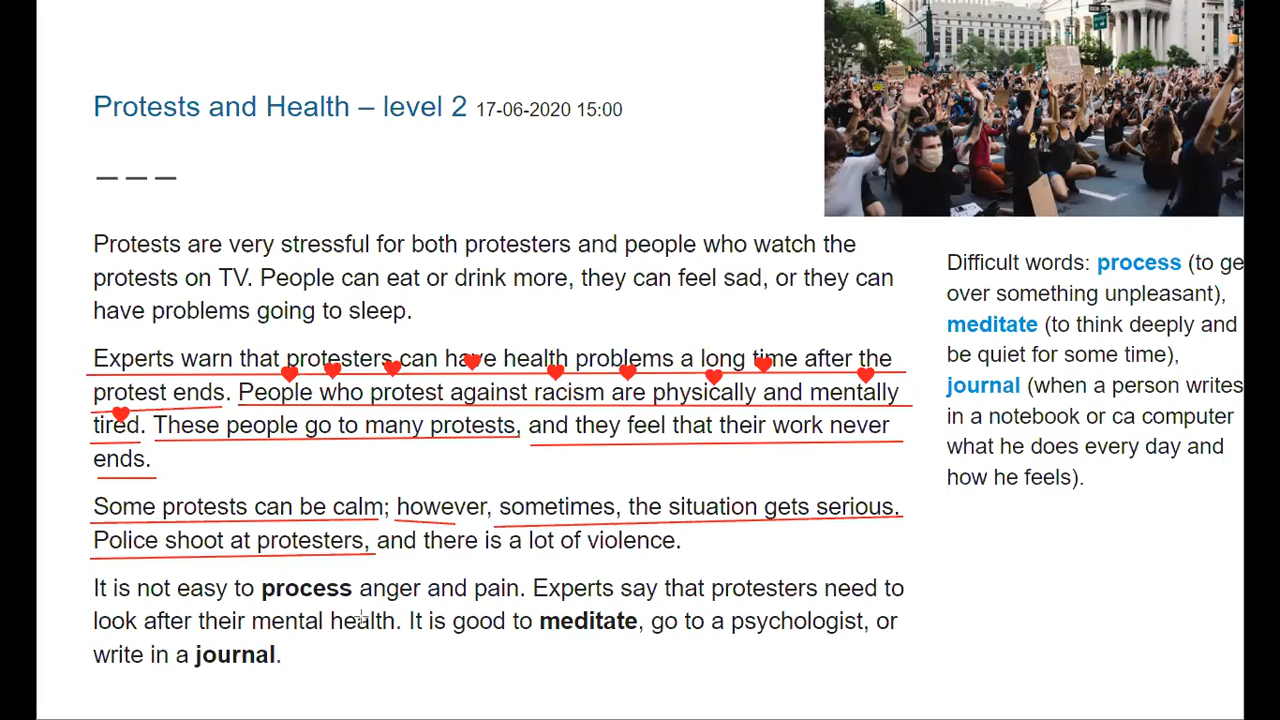 Protests and Health – level 2 17-06-2020 15:00
Protests are very stressful for both protesters and people who watch the
protests on TV. People can eat or drink more, they can feel sad, or they can
have problems going to sleep.
Experts warn that protesters can have health problems a long time after the
protest ends. People who protest against racism are physically and mentally
tired. These people go to many protests, and they feel that their work never
ends.
Some protests can be calm; however, sometimes, the situation gets serious.
Police shoot at protesters, and there is a lot of violence.
It is not easy to process anger and pain. Experts say that protesters need to
look after their mental health. It is good to meditate, go to a psychologist, or
write in a journal.
Difficult words: process (to ge
over something unpleasant),
meditate (to think deeply and
be quiet for some time),
journal (when a person writes
in a notebook or ca computer
what he does every day and
how he feels).